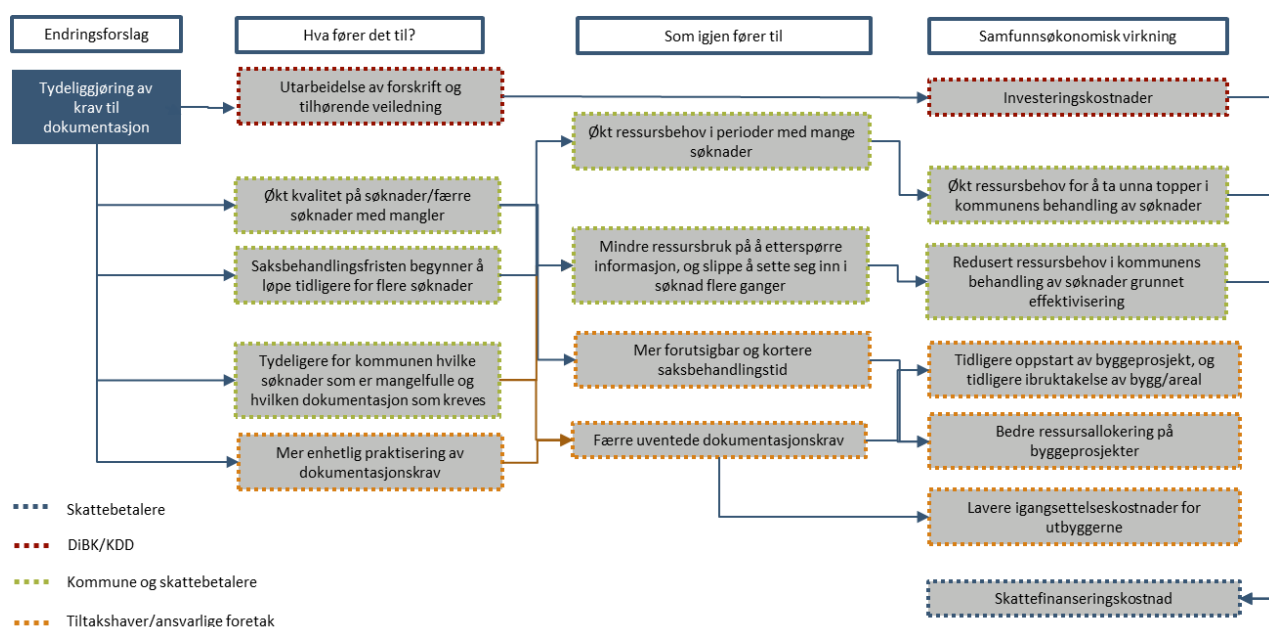 Endringsforslag
Hva fører det til?
Som igjen fører til
Samfunnsøkonomisk virkning
Tydeliggjøring av
krav til
dokumentasjon
Utarbeidelse av forskrift og
tilhørende veiledning
Investeringskostnader
Økt ressursbehov i perioder med mange
søknader
Økt kvalitet på søknader/færre
søknader med mangler
Økt ressursbehov for å ta unna topper i
kommunens behandling av søknader
Saksbehandlingsfristen begynner å
løpe tidligere for flere søknader
Mindre ressursbruk på å etterspørre
informasjon, og slippe å sette seg inn i
søknad flere ganger
Redusert ressursbehov i kommunens
behandling av søknader grunnet
effektivisering
Tydeligere for kommunen hvilke
søknader som er mangelfulle og
hvilken dokumentasjon som kreves
Mer forutsigbar og kortere
saksbehandlingstid
Tidligere oppstart av byggeprosjekt, og
tidligere ibruktakelse av bygg/areal
Mer enhetlig praktisering av
dokumentasjonskrav
Færre uventede dokumentasjonskrav
Bedre ressursallokering på
byggeprosjekter
Lavere igangsettelseskostnader for
utbyggerne
Skattefinanseringskostnad
Skattebetalere
DiBK/KDD
Kommune og skattebetalere
Tiltakshaver/ansvarlige foretak